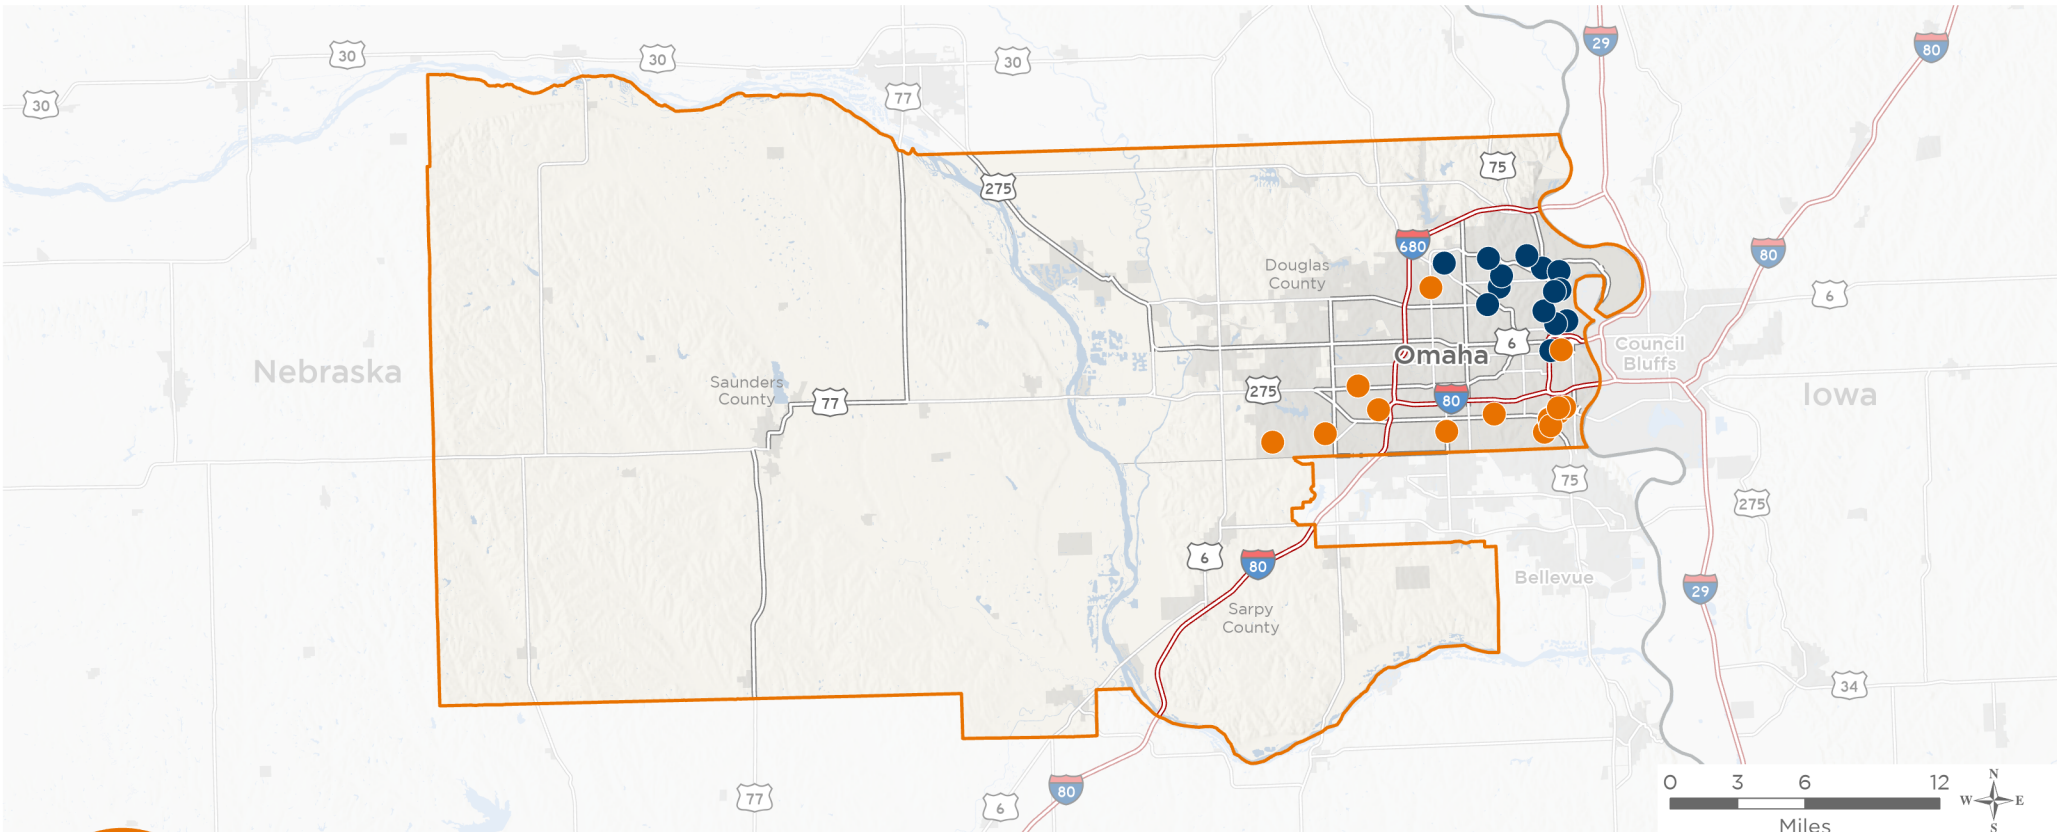 29
80
30
30
30
30
77
75
275
680
80
Douglas
County
6
6
Omaha
Council
Bluffs
Nebraska
Saunders
County
77
275
80
Iowa
75
275
6
80
Bellevue
29
Sarpy
County
34
80
77
6
0 3 6 12
Miles
N
W E
S